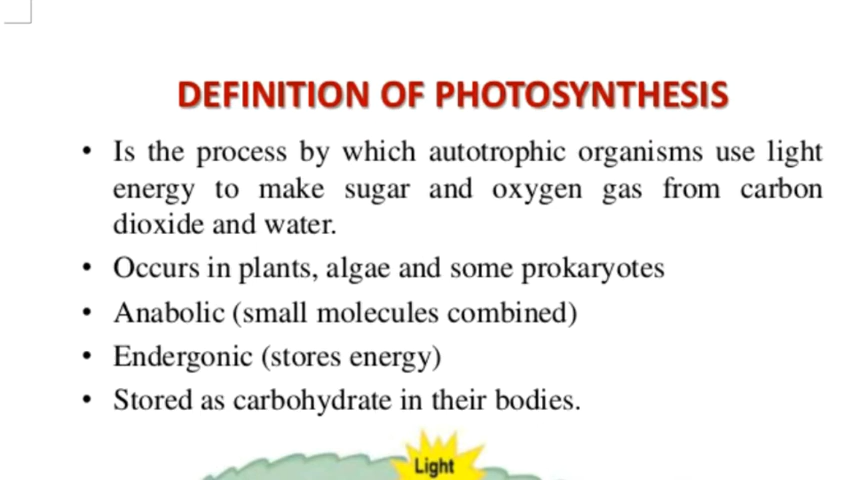 DEFINITION OF PHOTOSYNTHESIS
• Is the process by which autotrophic organisms use light
energy to make sugar and oxygen gas from carbon
dioxide and water.
• Occurs in plants, algae and some prokaryotes
• Anabolic (small molecules combined)
• Endergonic (stores energy)
• Stored as carbohydrate in their bodies.
Light